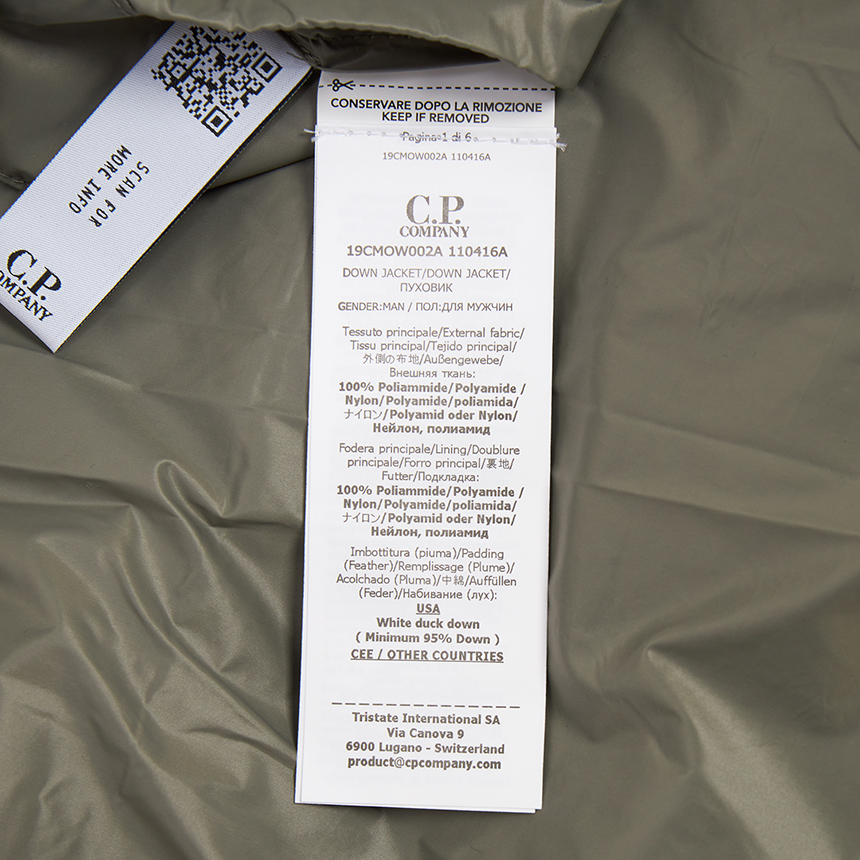 SCAN FOR
MORE INFO
C.P.
COMPANY
CONSERVARE DOPO LA RIMOZIONE
KEEP IF REMOVED
Pagina 1 di 6
19CMOW002A 110416A
C.P.
COMPANY
19CMOW002A 110416A
DOWN JACKET/DOWN JACKET/
ПУХОВИК
GENDER:MAN / ПОЛ:ДЛЯ МУЖЧИН
Tessuto principale/External fabric/
Tissu principal/Tejido principal/
外側の布地/Außengewebe/
Внешняя ткань:
100% Poliammide/Polyamide /
Nylon/Polyamide/poliamida/
ナイロン/Polyamid oder Nylon/
Нейлон, полиамид
Fodera principale/Lining/Doublure
principale/Forro principal/裏地/
Futter/Подкладка:
100% Poliammide/Polyamide /
Nylon/Polyamide/poliamida/
ナイロン/Polyamid oder Nylon/
Нейлон, полиамид
Imbottitura (piuma)/Padding
(Feather)/Remplissage (Plume)/
Acolchado (Pluma)/中綿/Auffüllen
(Feder)/Набивание (лух):
USA
White duck down
( Minimum 95% Down )
CEE / OTHER COUNTRIES
Tristate International SA
Via Canova 9
6900 Lugano - Switzerland
product@cpcompany.com